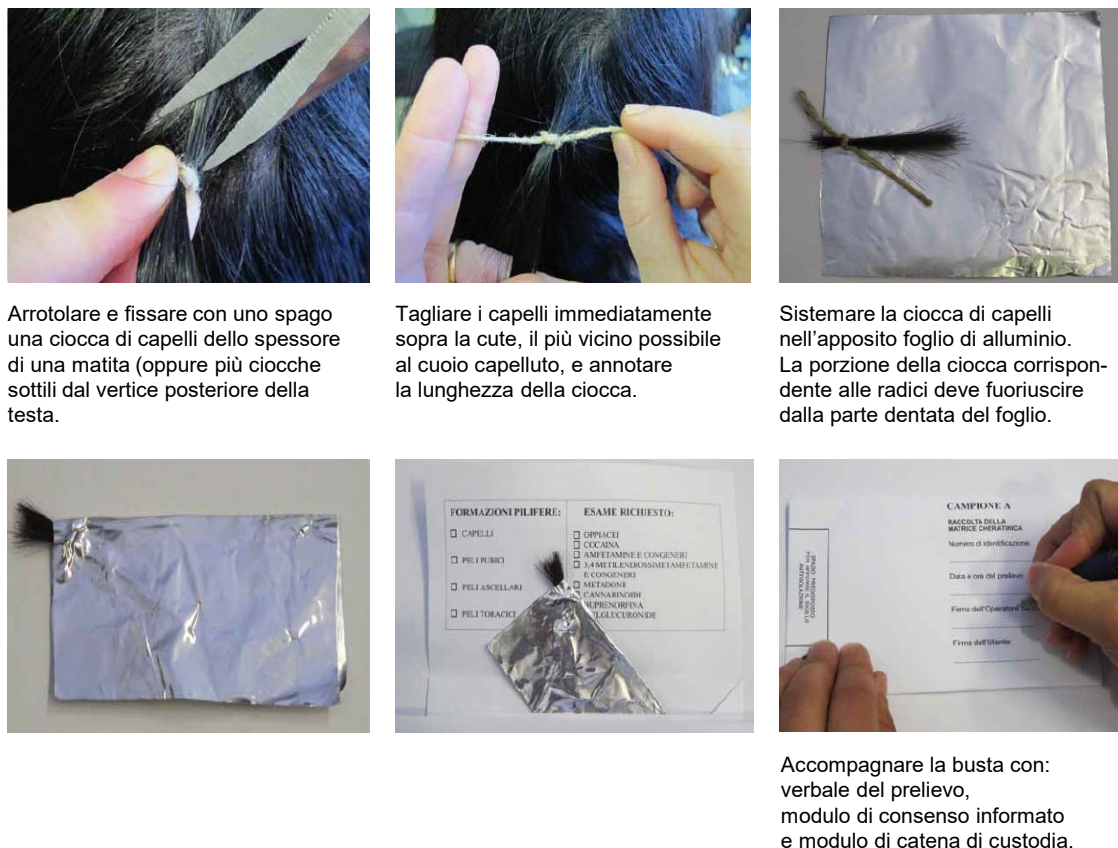 Arrotolare e fissare con uno spago
una ciocca di capelli dello spessore
di una matita (oppure più ciocche
sottili dal vertice posteriore della
testa.
Tagliare i capelli immediatamente
sopra la cute, il più vicino possibile
al cuoio capelluto, e annotare
la lunghezza della ciocca.
Sistemare la ciocca di capelli
nell’apposito foglio di alluminio.
La porzione della ciocca corrispon-
dente alle radici deve fuoriuscire
dalla parte dentata del foglio.
FORMAZIONI PILIFERE:
CAPELLI
PELI PUBICI
PELI ASCELLARI
PELI TORACICI
ESAME RICHIESTO:
OPPIACEI
COCAINA
AMFETAMINE E CONGENERI
3,4 METILENDIOSSIMETAMFETAMINE
E CONGENERI
METADONE
CANNABINOIDI
CAMPIONE A
RACCOLTA DELLA
MATRICE CHERATINICA
Numero di identificazione:
Data e ora del prelievo:
Firma dell'Operatore
Firma dell'Utente:
SPAZIO PREDISPOSTO
PER APPORRE IL SIGILLO
Accompagnare la busta con:
verbale del prelievo,
modulo di consenso informato
e modulo di catena di custodia.